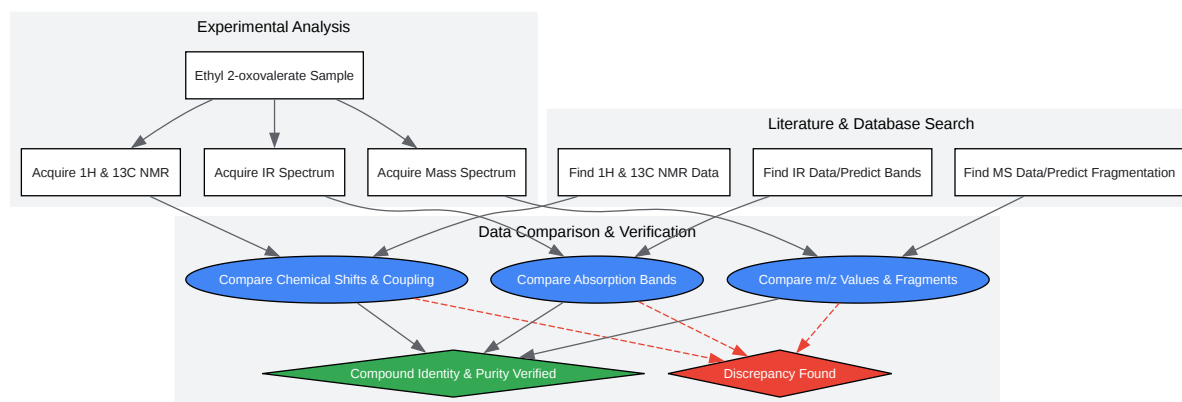 Experimental Analysis
Ethyl 2-oxovalerate Sample
Literature & Database Search
Acquire 1H & 13C NMR
Acquire IR Spectrum
Acquire Mass Spectrum
Find 1H & 13C NMR Data
Find IR Data/Predict Bands
Find MS Data/Predict Fragmentation
Data Comparison & Verification
Compare Chemical Shifts & Coupling
Compare Absorption Bands
Compare m/z Values & Fragments
Compound Identity & Purity Verified
Discrepancy Found